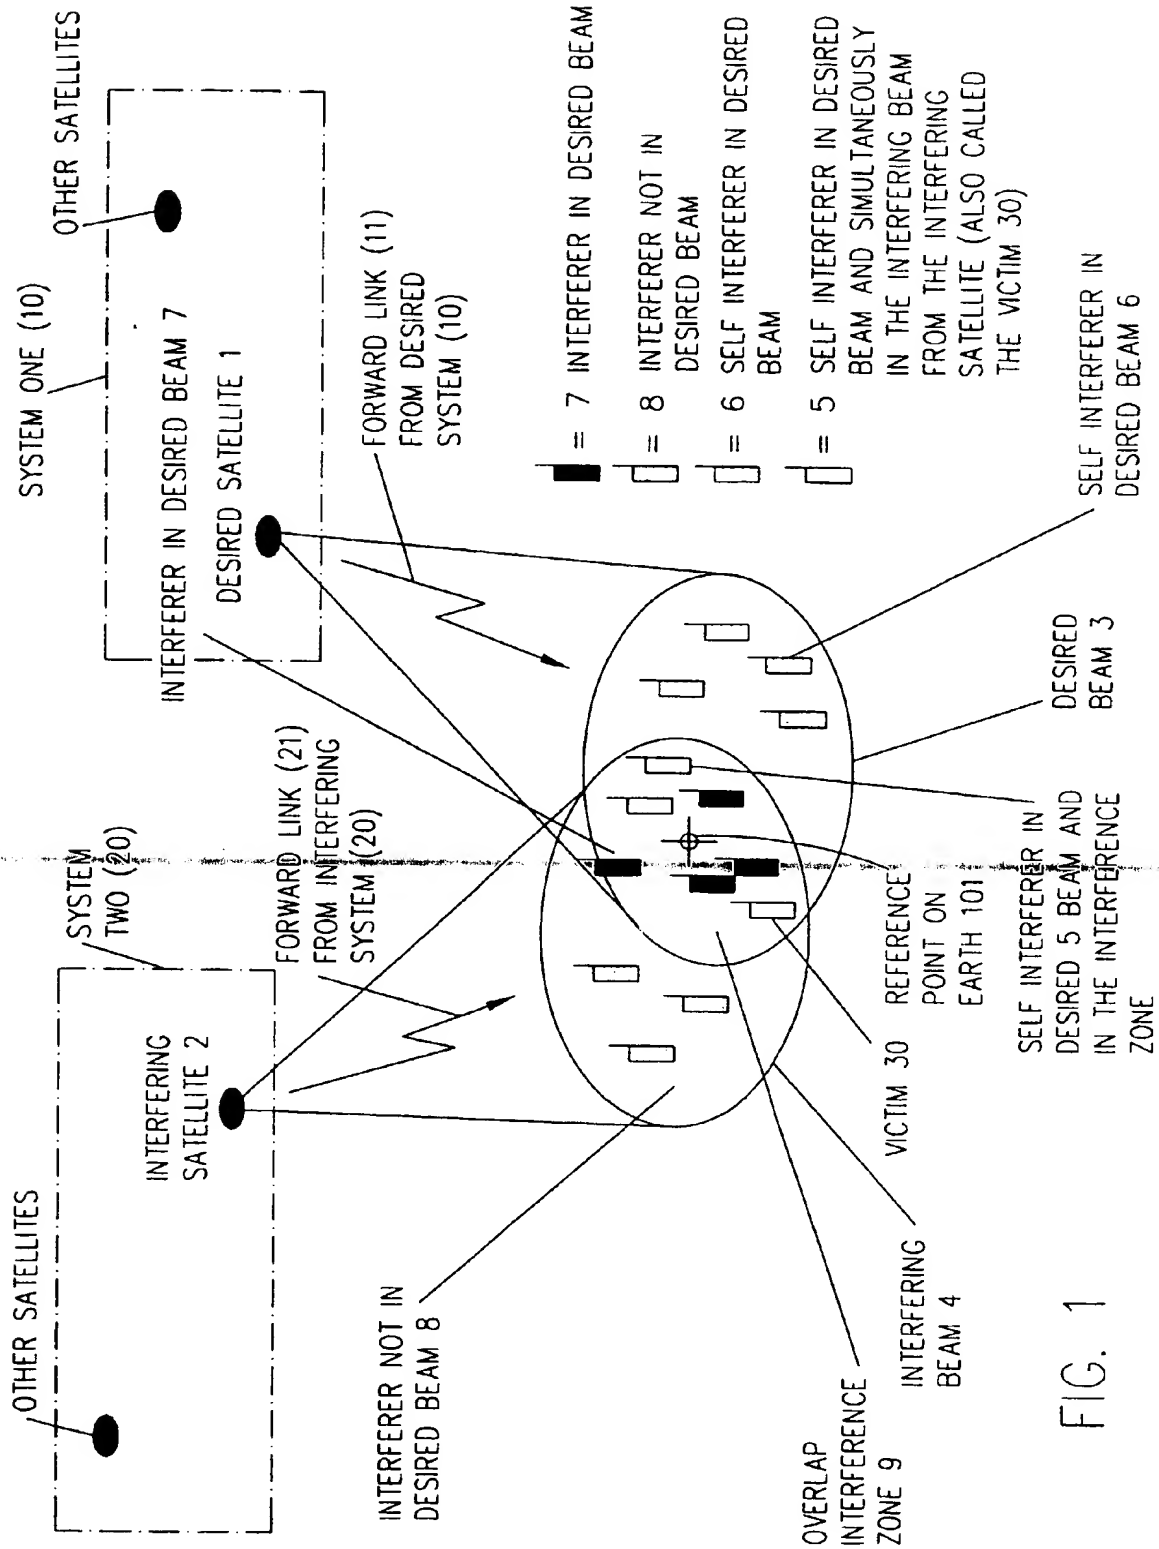 OTHER SATELLITES
SYSTEM
TWO (20)
SYSTEM ONE (10)
OTHER SATELLITES
INTERFERING
SATELLITE 2
INTERFERER IN DESIRED BEAM 7
DESIRED SATELLITE 1
FORWARD LINK (21)
FROM INTERFERING
SYSTEM (20)
FORWARD LINK (11)
FROM DESIRED
SYSTEM (10)
INTERFERER NOT IN
DESIRED BEAM 8
= 7 INTERFERER IN DESIRED BEAM
= 8 INTERFERER NOT IN
DESIRED BEAM
= 6 SELF INTERFERER IN DESIRED
BEAM
= 5 SELF INTERFERER IN DESIRED
BEAM AND SIMULTANEOUSLY
IN THE INTERFERING BEAM
FROM THE INTERFERING
SATELLITE (ALSO CALLED
THE VICTIM 30)
OVERLAP
INTERFERENCE
ZONE 9
INTERFERING
BEAM 4
VICTIM 30
REFERENCE
POINT ON
EARTH 101
SELF INTERFERER IN
DESIRED 5 BEAM AND
IN THE INTERFERENCE
ZONE
DESIRED
BEAM 3
SELF INTERFERER IN
DESIRED BEAM 6
FIG. 1